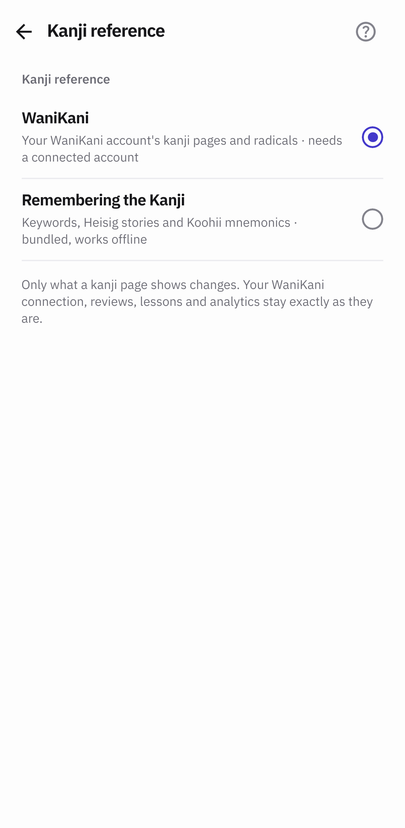 Kanji reference
Kanji reference
WaniKani
Your WaniKani account's kanji pages and radicals · needs
a connected account
Remembering the Kanji
Keywords, Heisig stories and Koohii mnemonics ·
bundled, works offline
Only what a kanji page shows changes. Your WaniKani
connection, reviews, lessons and analytics stay exactly as they
are.